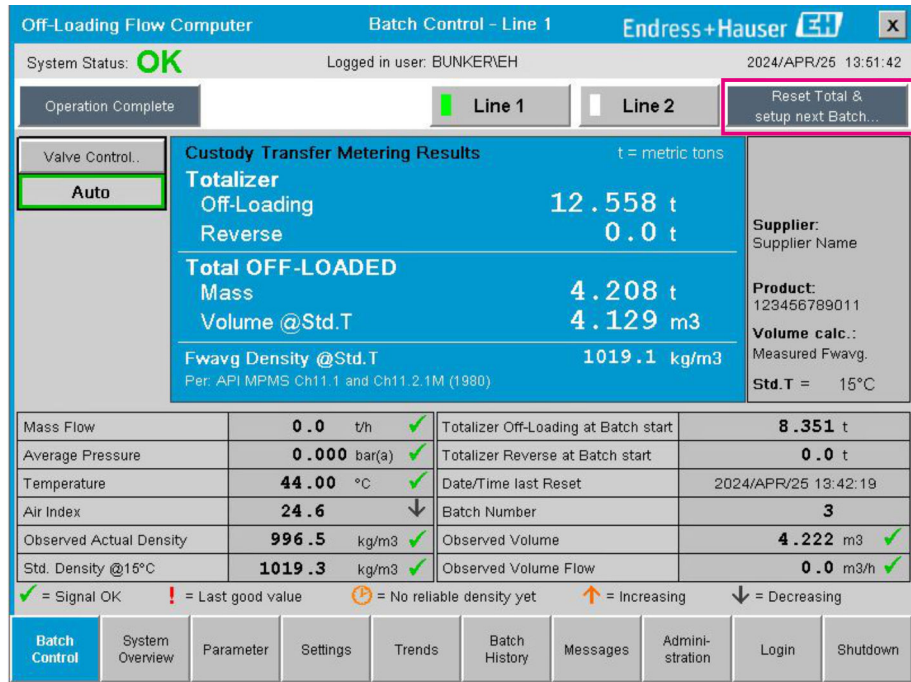 Off-Loading Flow Computer Batch Control - Line 1 Endress+Hauser EH X
System Status: OK Logged in user: BUNKER\EH 2024/APR/25 13:51:42
Operation Complete Line 1 Line 2 Reset Total &
setup next Batch...
Valve Control..
Auto
Custody Transfer Metering Results t = metric tons
Totalizer
Off-Loading 12.558 t
Reverse 0.0 t
Total OFF-LOADED
Mass 4.208 t
Volume @Std.T 4.129 m3
Fwavg Density @Std.T 1019.1 kg/m3
Per: API MPMS Ch11.1 and Ch11.2.1M (1980)
Supplier:
Supplier Name
Product:
123456789011
Volume calc.:
Measured Fwavg.
Std.T = 15°C
Mass Flow 0.0 t/h ✓ Totalizer Off-Loading at Batch start 8.351 t
Average Pressure 0.000 bar(a) ✓ Totalizer Reverse at Batch start 0.0 t
Temperature 44.00 °C ✓ Date/Time last Reset 2024/APR/25 13:42:19
Air Index 24.6 ↓ Batch Number 3
Observed Actual Density 996.5 kg/m3 ✓ Observed Volume 4.222 m3 ✓
Std. Density @15°C 1019.3 kg/m3 ✓ Observed Volume Flow 0.0 m3/h ✓
✓ = Signal OK ! = Last good value = No reliable density yet ↑ = Increasing ↓ = Decreasing
Batch
Control
System
Overview
Parameter
Settings
Trends
Batch
History
Messages
Admini-
stration
Login
Shutdown